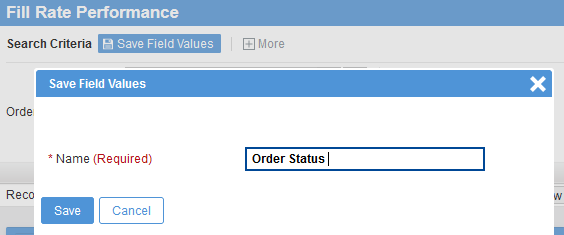 Fill Rate Performance
Search Criteria Save Field Values More
Save Field Values
Orde
* Name (Required) Order Status
Reco
w
Save Cancel